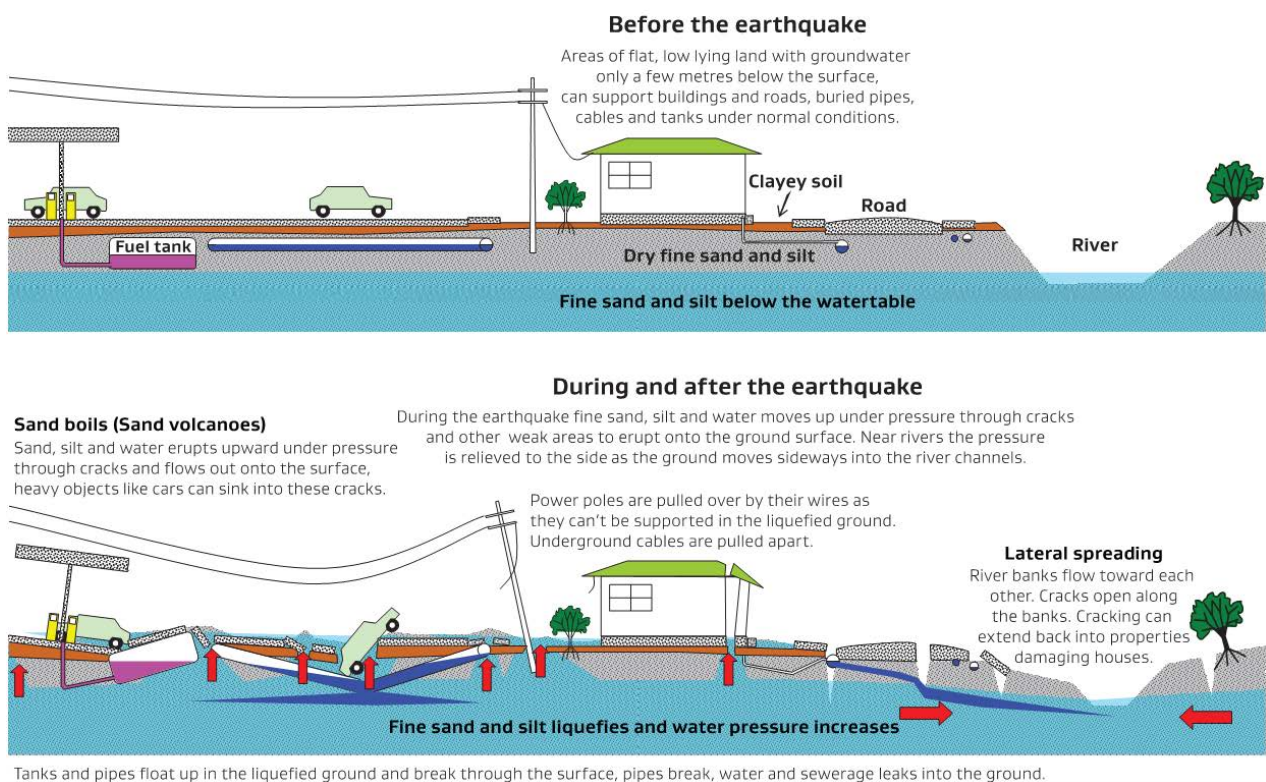 Before the earthquake
Areas of flat, low lying land with groundwater
only a few metres below the surface,
can support buildings and roads, buried pipes,
cables and tanks under normal conditions.
Clayey soil
Road
Fuel tank
River
Dry fine sand and silt
Fine sand and silt below the watertable
During and after the earthquake
During the earthquake fine sand, silt and water moves up under pressure through cracks
and other weak areas to erupt onto the ground surface. Near rivers the pressure
is relieved to the side as the ground moves sideways into the river channels.
Sand boils (Sand volcanoes)
Sand, silt and water erupts upward under pressure
through cracks and flows out onto the surface,
heavy objects like cars can sink into these cracks.
Power poles are pulled over by their wires as
they can't be supported in the liquefied ground.
Underground cables are pulled apart.
Lateral spreading
River banks flow toward each
other. Cracks open along
the banks. Cracking can
extend back into properties
damaging houses.
Fine sand and silt liquefies and water pressure increases
Tanks and pipes float up in the liquefied ground and break through the surface, pipes break, water and sewerage leaks into the ground.